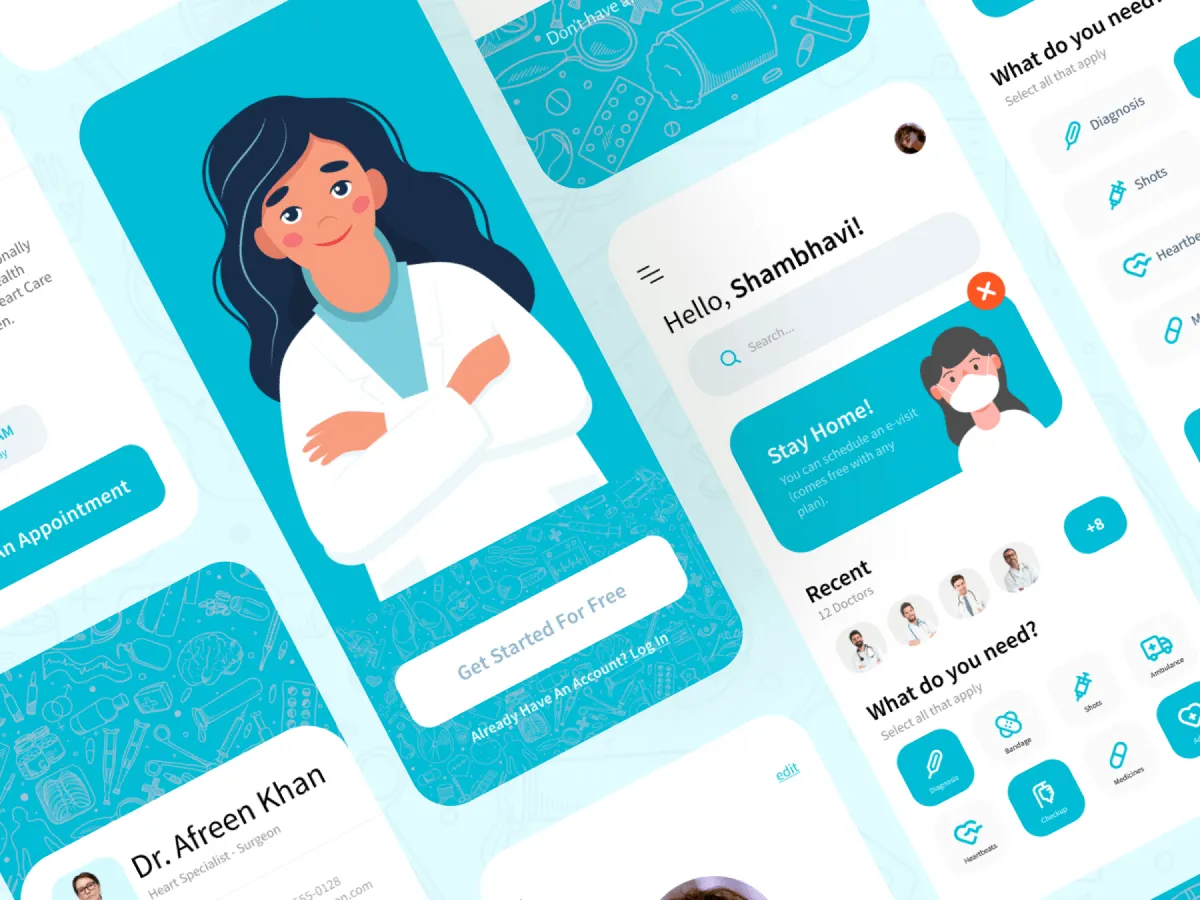 Don't have a
What do you need?
Select all that apply
Diagnosis
Shots
Hello, Shambhavi!
Search...
Stay Home!
You can schedule an e-visit
(comes free with any
plan).
Recent
12 Doctors
+8
What do you need?
Select all that apply
Diagnosis
Bandage
Shots
Ambulance
Heartbeats
Checkup
Medicines
Get Started For Free
Already Have An Account? Log In
eart Care
en.
AM
An Appointment
Dr. Afreen Khan
Heart Specialist - Surgeon
555-0128
en.com
edit